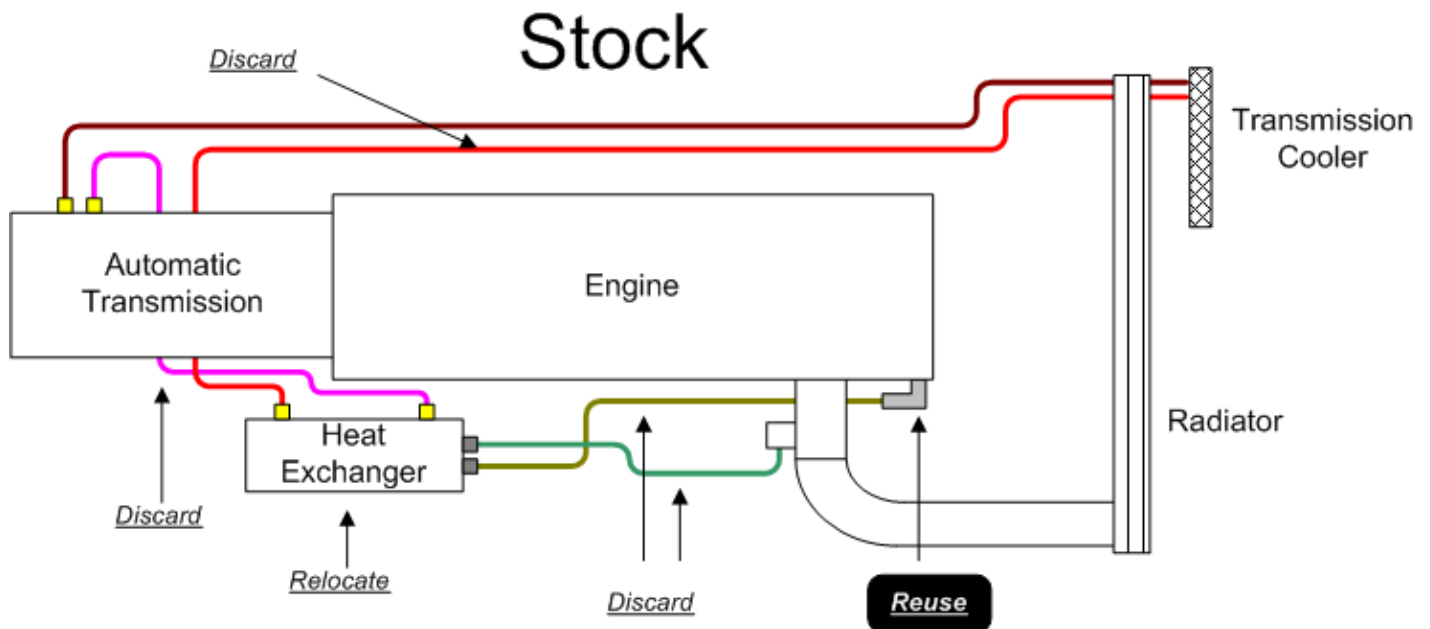 Stock
Discard
Transmission
Cooler
Automatic
Transmission
Engine
Radiator
Heat
Exchanger
Discard
Relocate
Discard
Reuse